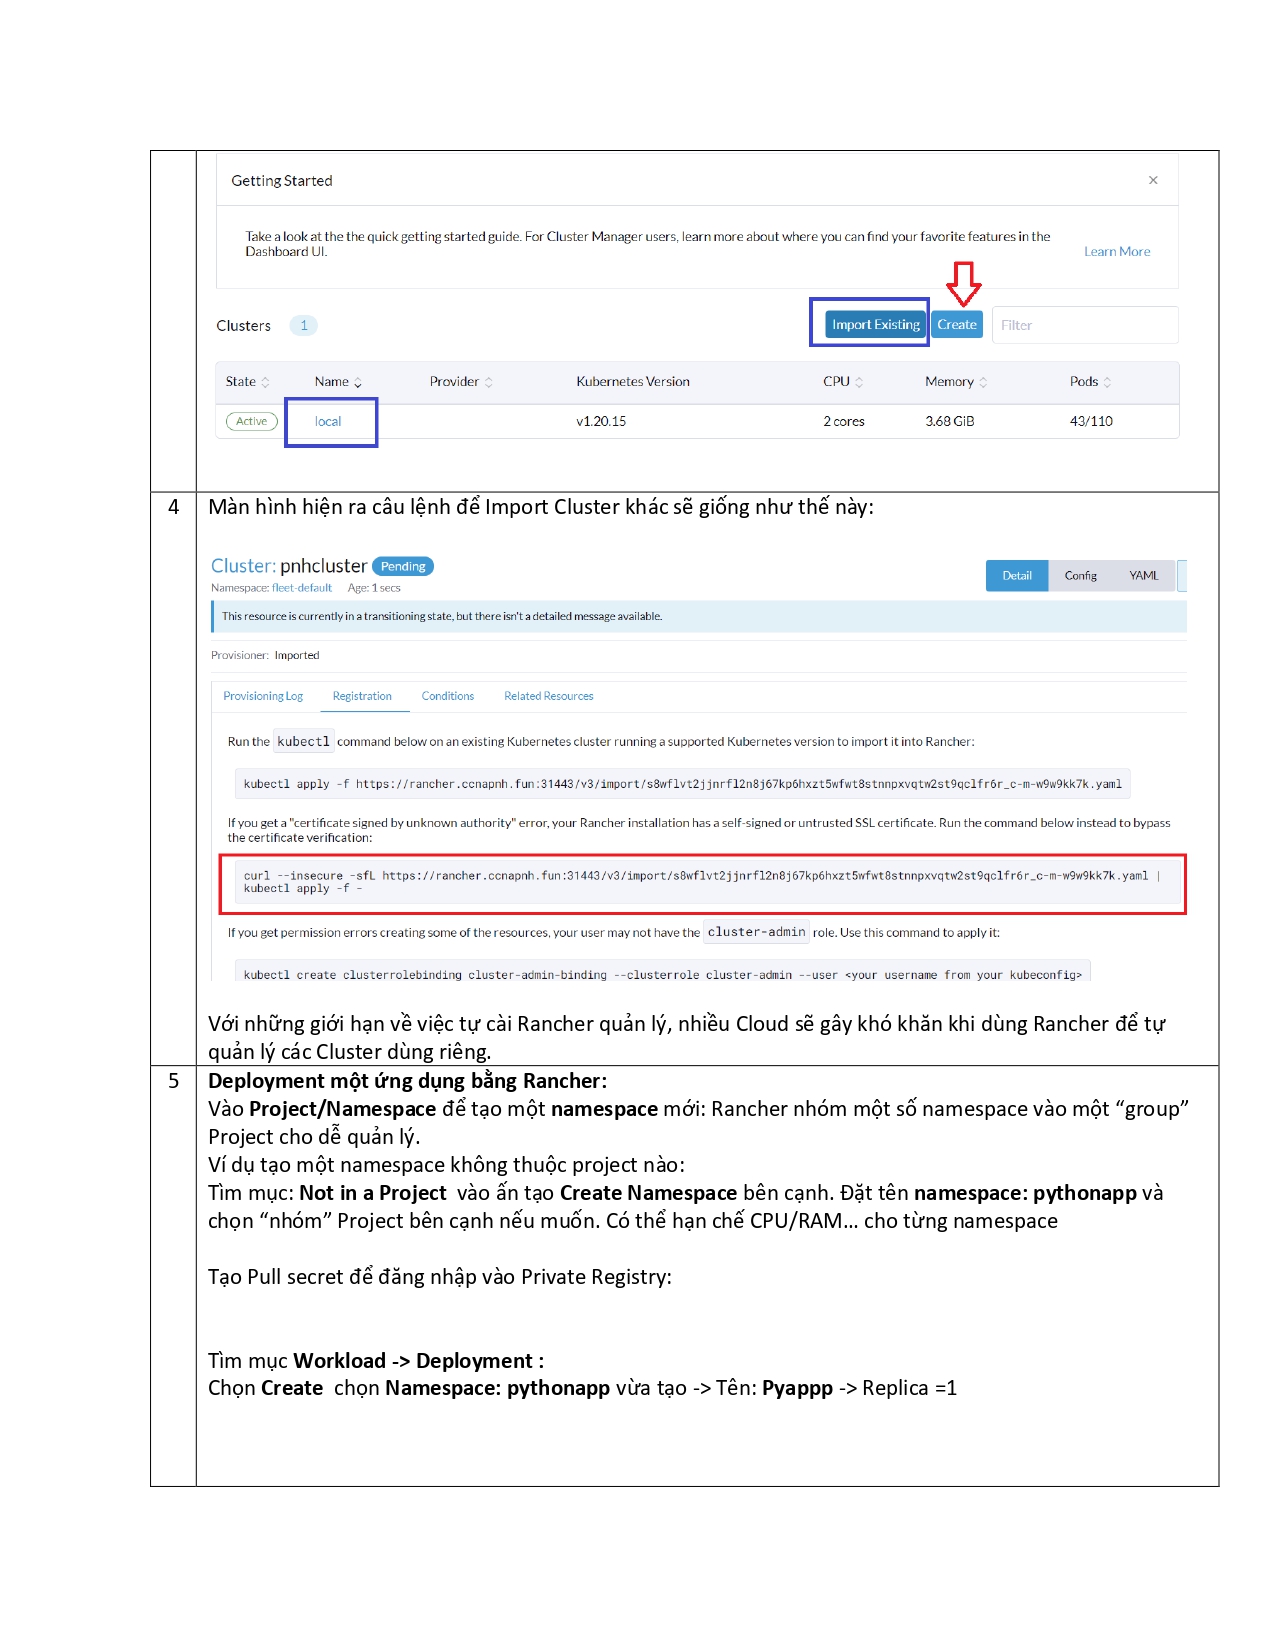 Getting Started
×
Take a look at the the quick getting started guide. For Cluster Manager users, learn more about where you can find your favorite features in the
Dashboard UI.
Learn More
Clusters 1
Import Existing Create Filter
State Name Provider Kubernetes Version CPU Memory Pods
Active local v1.20.15 2 cores 3.68 GiB 43/110
4 Màn hình hiện ra câu lệnh để Import Cluster khác sẽ giống như thế này:
Cluster: pnhcluster Pending
Namespace: fleet-default Age: 1 secs
Detail Config YAML
This resource is currently in a transitioning state, but there isn't a detailed message available.
Provisioner: Imported
Provisioning Log Registration Conditions Related Resources
Run the kubectl command below on an existing Kubernetes cluster running a supported Kubernetes version to import it into Rancher:
kubectl apply -f https://rancher.ccnapnh.fun:31443/v3/import/s8wflvt2jjnrfl2n8j67kp6hxzt5wfwt8stnnpxvqtw2st9qclfr6r_c-m-w9w9kk7k.yaml
If you get a "certificate signed by unknown authority" error, your Rancher installation has a self-signed or untrusted SSL certificate. Run the command below instead to bypass
the certificate verification:
curl --insecure -sfL https://rancher.ccnapnh.fun:31443/v3/import/s8wflvt2jjnrfl2n8j67kp6hxzt5wfwt8stnnpxvqtw2st9qclfr6r_c-m-w9w9kk7k.yaml |
kubectl apply -f -
If you get permission errors creating some of the resources, your user may not have the cluster-admin role. Use this command to apply it:
kubectl create clusterrolebinding cluster-admin-binding --clusterrole cluster-admin --user <your username from your kubeconfig>
Với những giới hạn về việc tự cài Rancher quản lý, nhiều Cloud sẽ gây khó khăn khi dùng Rancher để tự
quản lý các Cluster dùng riêng.
5 Deployment một ứng dụng bằng Rancher:
Vào Project/Namespace để tạo một namespace mới: Rancher nhóm một số namespace vào một “group”
Project cho dễ quản lý.
Ví dụ tạo một namespace không thuộc project nào:
Tìm mục: Not in a Project vào ấn tạo Create Namespace bên cạnh. Đặt tên namespace: pythonapp và
chọn “nhóm” Project bên cạnh nếu muốn. Có thể hạn chế CPU/RAM… cho từng namespace
Tạo Pull secret để đăng nhập vào Private Registry:
Tìm mục Workload -> Deployment :
Chọn Create chọn Namespace: pythonapp vừa tạo -> Tên: Pyappp -> Replica =1